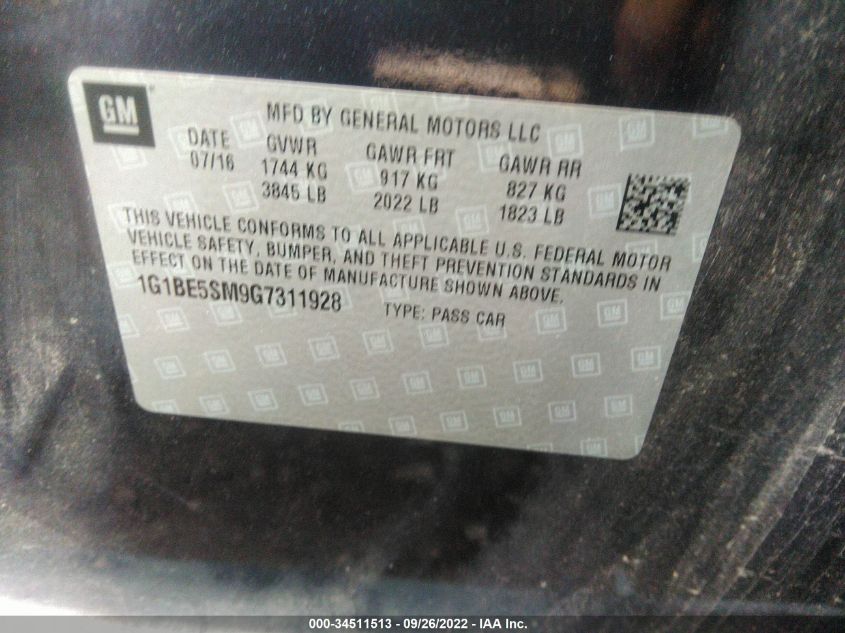 GM
MFD BY GENERAL MOTORS LLC
DATE GVWR GAWR FRT GAWR RR
07/16 1744 KG 917 KG 827 KG
3845 LB 2022 LB 1823 LB
THIS VEHICLE CONFORMS TO ALL APPLICABLE U.S. FEDERAL MOTOR
VEHICLE SAFETY, BUMPER, AND THEFT PREVENTION STANDARDS IN
EFFECT ON THE DATE OF MANUFACTURE SHOWN ABOVE.
1G1BE5SM9G7311928 TYPE: PASS CAR
000-34511513 - 09/26/2022 - IAA Inc.